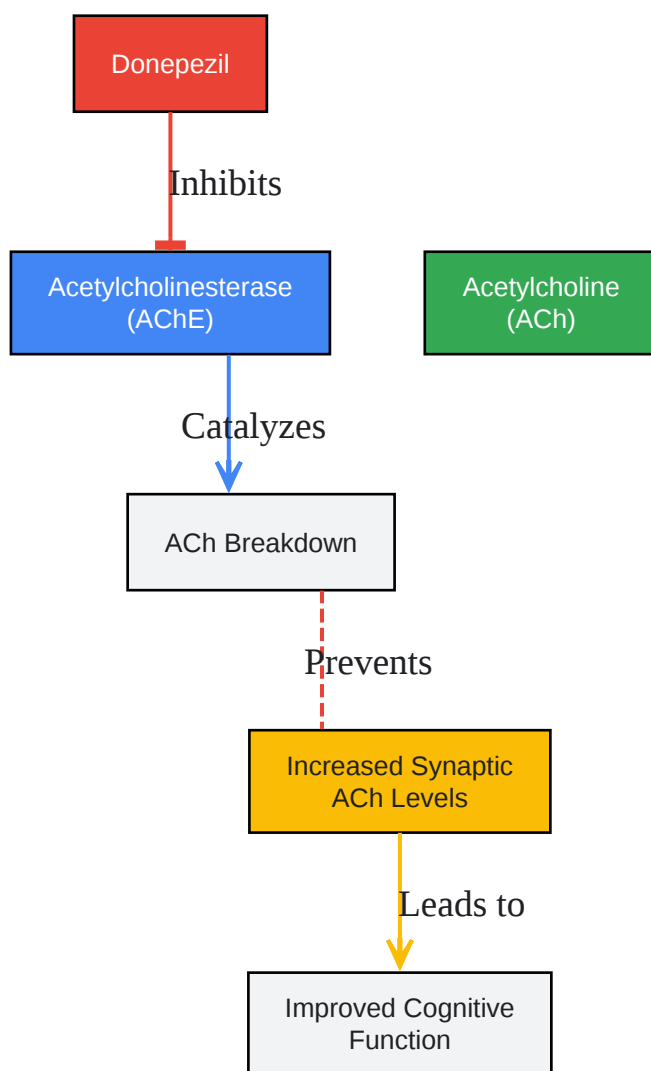 Donepezil
Inhibits
Acetylcholinesterase
(AChE)
Acetylcholine
(ACh)
Catalyzes
ACh Breakdown
Prevents
Increased Synaptic
ACh Levels
Leads to
Improved Cognitive
Function